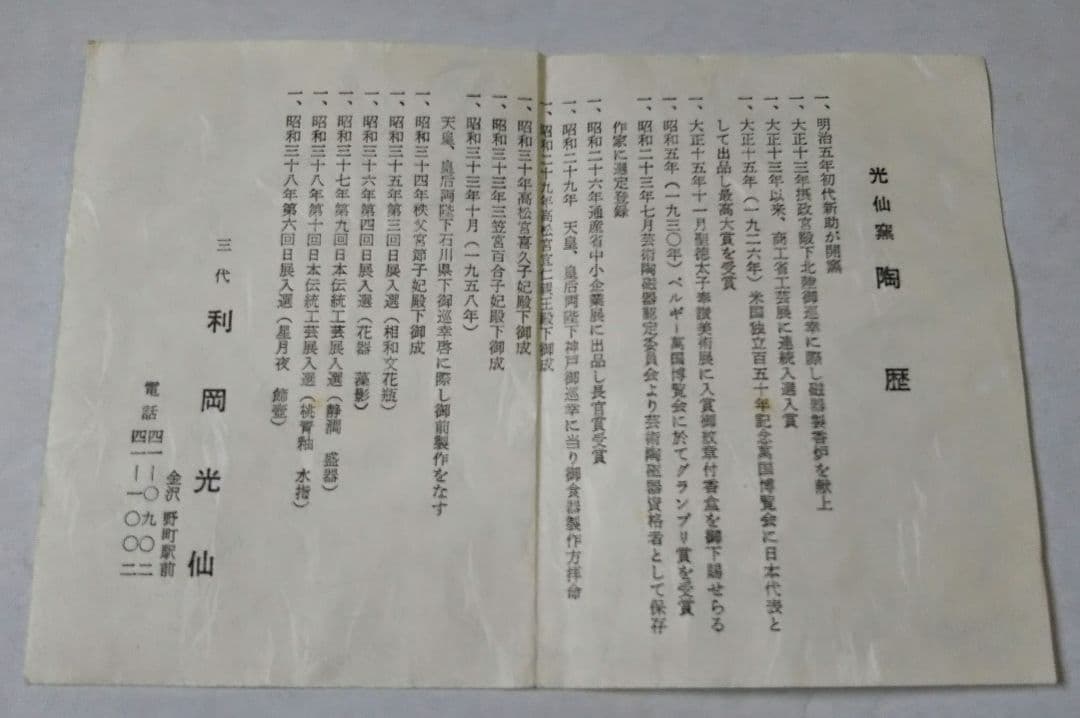 光仙窯 陶歴
一、明治五年初代新助が開窯
一、大正十三年摂政宮殿下北陸御巡幸に際し磁器製香炉を献上
一、大正十三年以来、商工省工芸展に連続入選入賞
一、大正十五年(一九二六年)米国独立百五十年記念萬国博覧会に日本代表と
して出品し最高大賞を受賞
一、大正十五年十一月聖徳太子奉讃美術展に入賞御紋章付香盒を御下賜せらる
一、昭和五年(一九三〇年)ベルギー萬国博覧会に於てグランプリ賞を受賞
一、昭和二十三年七月芸術陶磁器認定委員会より芸術陶磁器資格者として保存
作家に選定登録
一、昭和二十六年通産省中小企業展に出品し長官賞受賞
一、昭和二十九年 天皇、皇后両陛下神戸御巡幸に当り御食器製作方拝命
一、昭和二十九年高松宮宣仁親王殿下御成
一、昭和三十年高松宮喜久子妃殿下御成
一、昭和三十三年三笠宮百合子妃殿下御成
一、昭和三十三年十月(一九五八年)
天皇、皇后両陛下石川県下御巡幸啓に際し御前製作をなす
一、昭和三十四年秩父宮節子妃殿下御成
一、昭和三十五年第三回日展入選(相和文花瓶)
一、昭和三十六年第四回日展入選(花器 藻影)
一、昭和三十七年第九回日本伝統工芸展入選(静潤 盛器)
一、昭和三十八年第十回日本伝統工芸展入選(桃青釉 水指)
一、昭和三十八年第六回日展入選(星月夜 飾壺)
三代 利岡光仙
金沢 野町駅前
電話 四一―〇九〇二
四一―一〇〇二